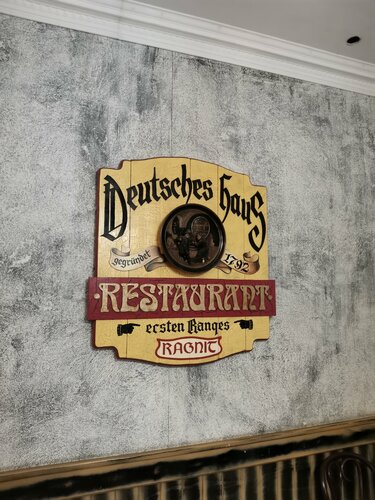 Deutsches Haus
gegründet 1792
RESTAURANT
ersten Ranges
RAGNIT